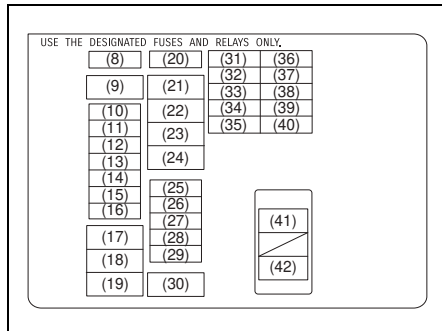 USE THE DESIGNATED FUSES AND RELAYS ONLY.
(8) (20) (31) (36)
(32) (37)
(9) (21) (33) (38)
(10) (22) (34) (39)
(11) (35) (40)
(12) (23)
(13)
(14) (24)
(15)
(16) (25)
(26)
(17) (27) (41)
(28)
(18) (29)
(42)
(19) (30)